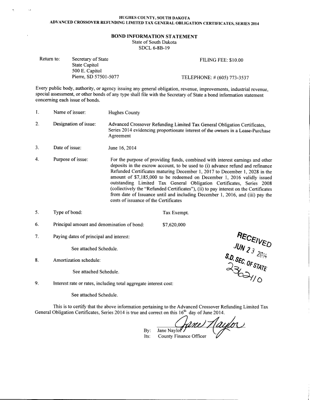 HUGHES COUNTY, SOUTH DAKOTA
ADVANCED CROSSOVER REFUNDING LIMITED TAX GENERAL OBLIGATION CERTIFICATES, SERIES 2014
BOND INFORMATION STATEMENT
State of South Dakota
SDCL 6-8B-19
Return to: Secretary of State FILING FEE: $10.00
State Capitol
500 E. Capitol
Pierre, SD 57501-3077 TELEPHONE # (605) 773-3537
Every public body, authority, or agency issuing any general obligation, revenue, improvements, industrial revenue,
special assessment, or other bonds of any type shall file with the Secretary of State a bond information statement
concerning each issue of bonds.
1. Name of issuer: Hughes County
2. Designation of issue: Advanced Crossover Refunding Limited Tax General Obligation Certificates,
Series 2014 evidencing proportionate interest of the owners in a Lease-Purchase
Agreement
3. Date of issue: June 16, 2014
4. Purpose of issue: For the purpose of providing funds, combined with interest earnings and other
deposits in the escrow account, to be used to (i) advance refund and refinance
Refunded Certificates maturing December 1, 2017 to December 1, 2028 is the
amount of $7,185,000 to be redeemed on December 1, 2016 validly issued
outstanding Limited Tax General Obligation Certificates, Series 2008
(collectively the "Refunded Certificates"), (ii) to pay interest on the Certificates
from date of issuance until and including December 1, 2016, and (iii) pay the
costs of issuance of the Certificates
5. Type of bond: Tax Exempt.
6. Principal amount and denomination of bond: $7,620,000
7. Paying dates of principal and interest:
See attached Schedule.
8. Amortization schedule:
See attached Schedule.
9. Interest rate or rates, including total aggregate interest cost:
See attached Schedule.
RECEIVED
JUN 23 2014
S.D. SEC. OF STATE
2362110
This is to certify that the above information pertaining to the Advanced Crossover Refunding Limited Tax
General Obligation Certificates, Series 2014 is true and correct on this 16th day of June 2014.
Jane Naylor
By: Jane Naylor
Its: County Finance Officer